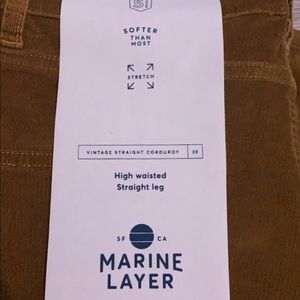 SOFTER
THAN
MOST
STRETCH
VINTAGE STRAIGHT CORDUROY 30
High waisted
Straight leg
SF CA
MARINE
LAYER